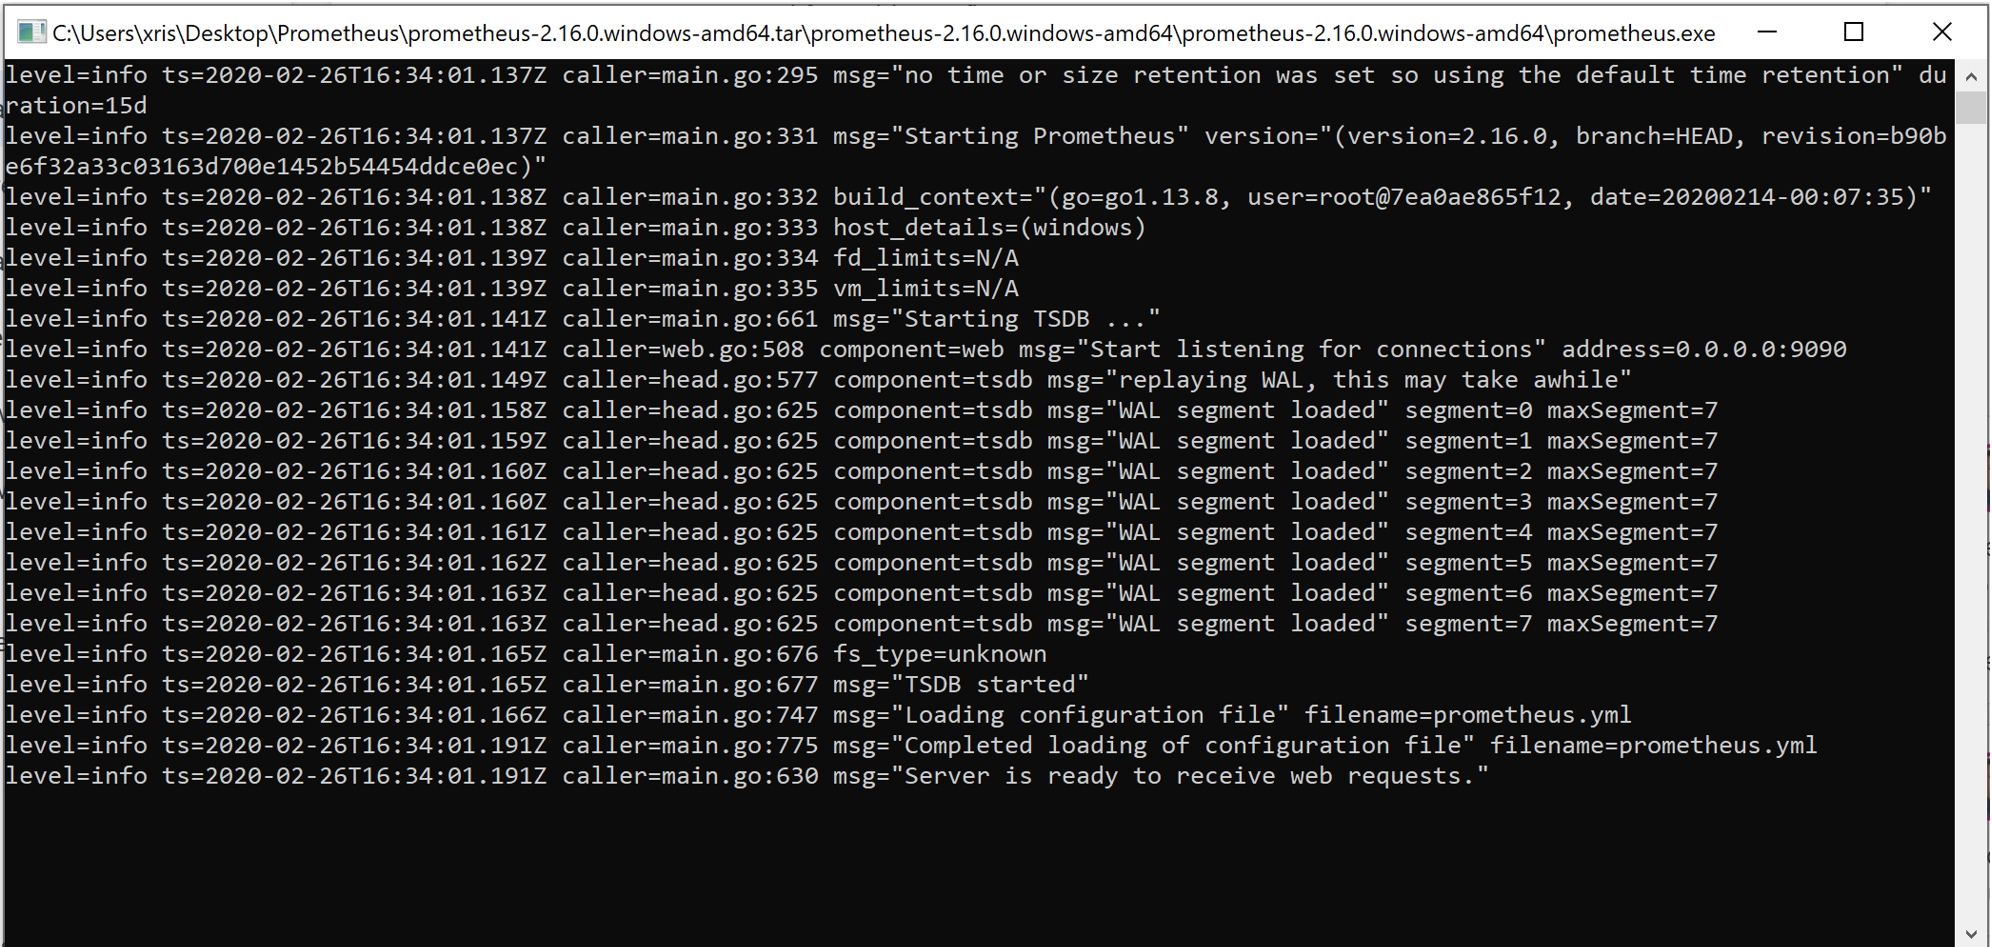 C:\Users\xris\Desktop\Prometheus\prometheus-2.16.0.windows-amd64.tar\prometheus-2.16.0.windows-amd64\prometheus-2.16.0.windows-amd64\prometheus.exe
level=info ts=2020-02-26T16:34:01.137Z caller=main.go:295 msg="no time or size retention was set so using the default time retention" du
ration=15d
level=info ts=2020-02-26T16:34:01.137Z caller=main.go:331 msg="Starting Prometheus" version="(version=2.16.0, branch=HEAD, revision=b90b
e6f32a33c03163d700e1452b54454ddce0ec)"
level=info ts=2020-02-26T16:34:01.138Z caller=main.go:332 build_context="(go=go1.13.8, user=root@7ea0ae865f12, date=20200214-00:07:35)"
level=info ts=2020-02-26T16:34:01.138Z caller=main.go:333 host_details=(windows)
level=info ts=2020-02-26T16:34:01.139Z caller=main.go:334 fd_limits=N/A
level=info ts=2020-02-26T16:34:01.139Z caller=main.go:335 vm_limits=N/A
level=info ts=2020-02-26T16:34:01.141Z caller=main.go:661 msg="Starting TSDB ..."
level=info ts=2020-02-26T16:34:01.141Z caller=web.go:508 component=web msg="Start listening for connections" address=0.0.0.0:9090
level=info ts=2020-02-26T16:34:01.149Z caller=head.go:577 component=tsdb msg="replaying WAL, this may take awhile"
level=info ts=2020-02-26T16:34:01.158Z caller=head.go:625 component=tsdb msg="WAL segment loaded" segment=0 maxSegment=7
level=info ts=2020-02-26T16:34:01.159Z caller=head.go:625 component=tsdb msg="WAL segment loaded" segment=1 maxSegment=7
level=info ts=2020-02-26T16:34:01.160Z caller=head.go:625 component=tsdb msg="WAL segment loaded" segment=2 maxSegment=7
level=info ts=2020-02-26T16:34:01.160Z caller=head.go:625 component=tsdb msg="WAL segment loaded" segment=3 maxSegment=7
level=info ts=2020-02-26T16:34:01.161Z caller=head.go:625 component=tsdb msg="WAL segment loaded" segment=4 maxSegment=7
level=info ts=2020-02-26T16:34:01.162Z caller=head.go:625 component=tsdb msg="WAL segment loaded" segment=5 maxSegment=7
level=info ts=2020-02-26T16:34:01.163Z caller=head.go:625 component=tsdb msg="WAL segment loaded" segment=6 maxSegment=7
level=info ts=2020-02-26T16:34:01.163Z caller=head.go:625 component=tsdb msg="WAL segment loaded" segment=7 maxSegment=7
level=info ts=2020-02-26T16:34:01.165Z caller=main.go:676 fs_type=unknown
level=info ts=2020-02-26T16:34:01.165Z caller=main.go:677 msg="TSDB started"
level=info ts=2020-02-26T16:34:01.166Z caller=main.go:747 msg="Loading configuration file" filename=prometheus.yml
level=info ts=2020-02-26T16:34:01.191Z caller=main.go:775 msg="Completed loading of configuration file" filename=prometheus.yml
level=info ts=2020-02-26T16:34:01.191Z caller=main.go:630 msg="Server is ready to receive web requests."